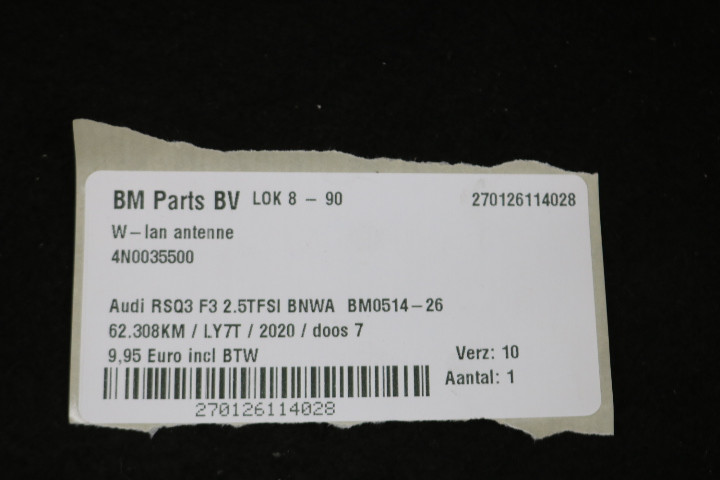 BM Parts BV LOK 8 - 90 270126114028
W-lan antenne
4N0035500
Audi RSQ3 F3 2.5TFSI BNWA BM0514-26
62.308KM / LY7T / 2020 / doos 7
9,95 Euro incl BTW Verz: 10
Aantal: 1
270126114028